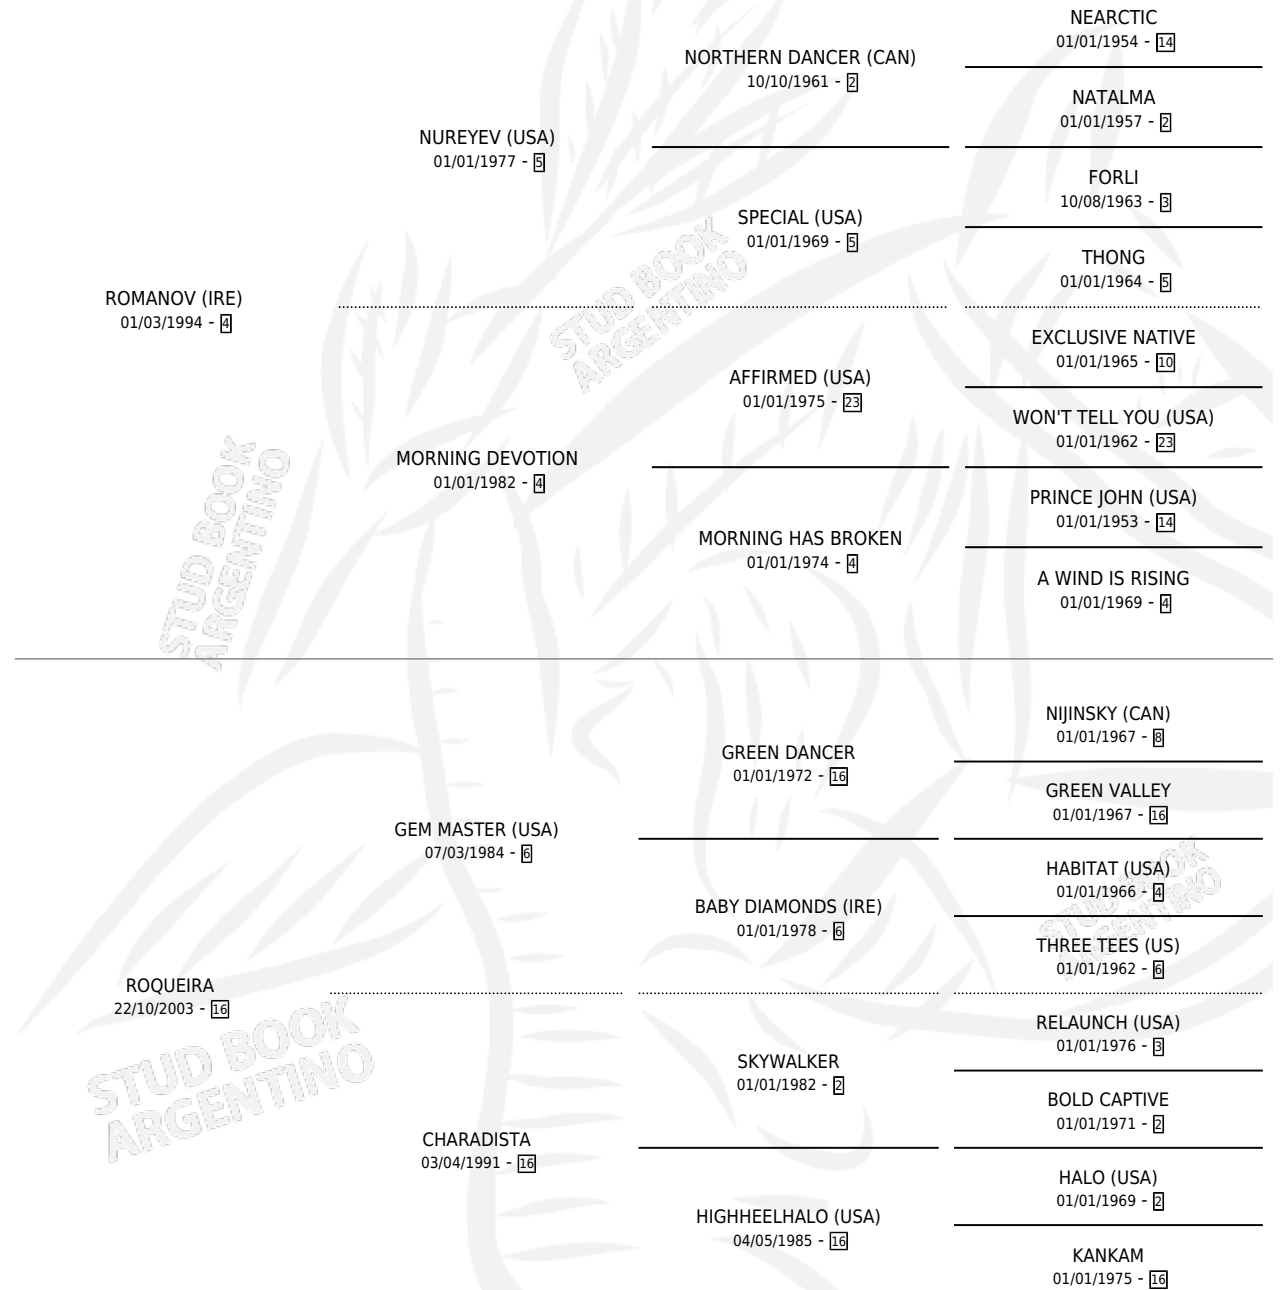 NEARCTIC
01/01/1954 - 14
NORTHERN DANCER (CAN)
10/10/1961 - 2
NATALMA
01/01/1957 - 2
NUREYEV (USA)
01/01/1977 - 5
FORLI
10/08/1963 - 3
SPECIAL (USA)
01/01/1969 - 5
THONG
01/01/1964 - 5
ROMANOV (IRE)
01/03/1994 - 4
EXCLUSIVE NATIVE
01/01/1965 - 10
AFFIRMED (USA)
01/01/1975 - 23
WON'T TELL YOU (USA)
01/01/1962 - 23
MORNING DEVOTION
01/01/1982 - 4
PRINCE JOHN (USA)
01/01/1953 - 14
MORNING HAS BROKEN
01/01/1974 - 4
A WIND IS RISING
01/01/1969 - 4
NIJINSKY (CAN)
01/01/1967 - 8
GREEN DANCER
01/01/1972 - 16
GREEN VALLEY
01/01/1967 - 16
GEM MASTER (USA)
07/03/1984 - 6
HABITAT (USA)
01/01/1966 - 4
BABY DIAMONDS (IRE)
01/01/1978 - 6
THREE TEES (US)
01/01/1962 - 6
ROQUEIRA
22/10/2003 - 16
RELAUNCH (USA)
01/01/1976 - 3
SKYWALKER
01/01/1982 - 2
BOLD CAPTIVE
01/01/1971 - 2
CHARADISTA
03/04/1991 - 16
HALO (USA)
01/01/1969 - 2
HIGHHEELHALO (USA)
04/05/1985 - 16
KANKAM
01/01/1975 - 16
STUD BOOK
ARGENTINO
STUD BOOK
ARGENTINO
STUD BOOK
ARGENTINO
STUD BOOK
ARGENTINO